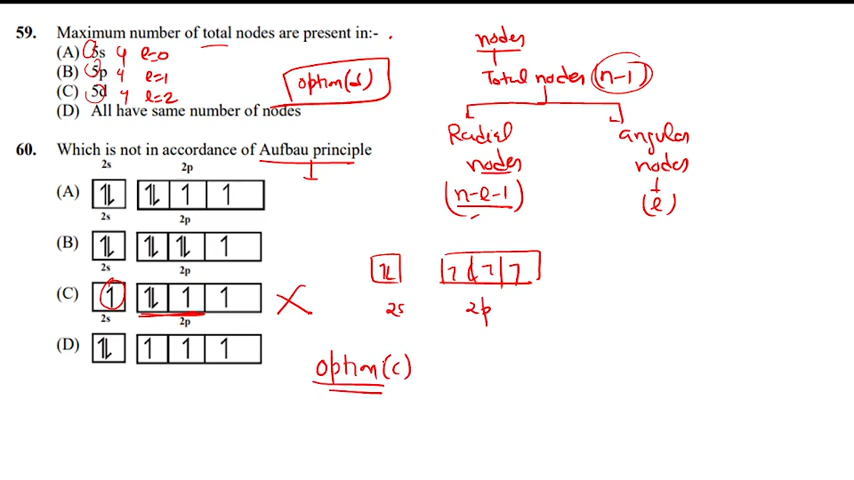 59. Maximum number of total nodes are present in:-
(A) 5s 4 l=0
(B) 5p 4 l=1
(C) 5d 4 l=2
(D) All have same number of nodes
option(d)
nodes
Total nodes (n-1)
Radial nodes (n-l-1)
angular nodes (l)
60. Which is not in accordance of Aufbau principle
2s 2p
(A) ⥮ ⥮ 1 1
2s 2p
(B) ⥮ ⥮ ⥮ 1
2s 2p
(C) 1 ⥮ 1 1
2s 2p
(D) ⥮ 1 1 1
2s 2p
option(c)